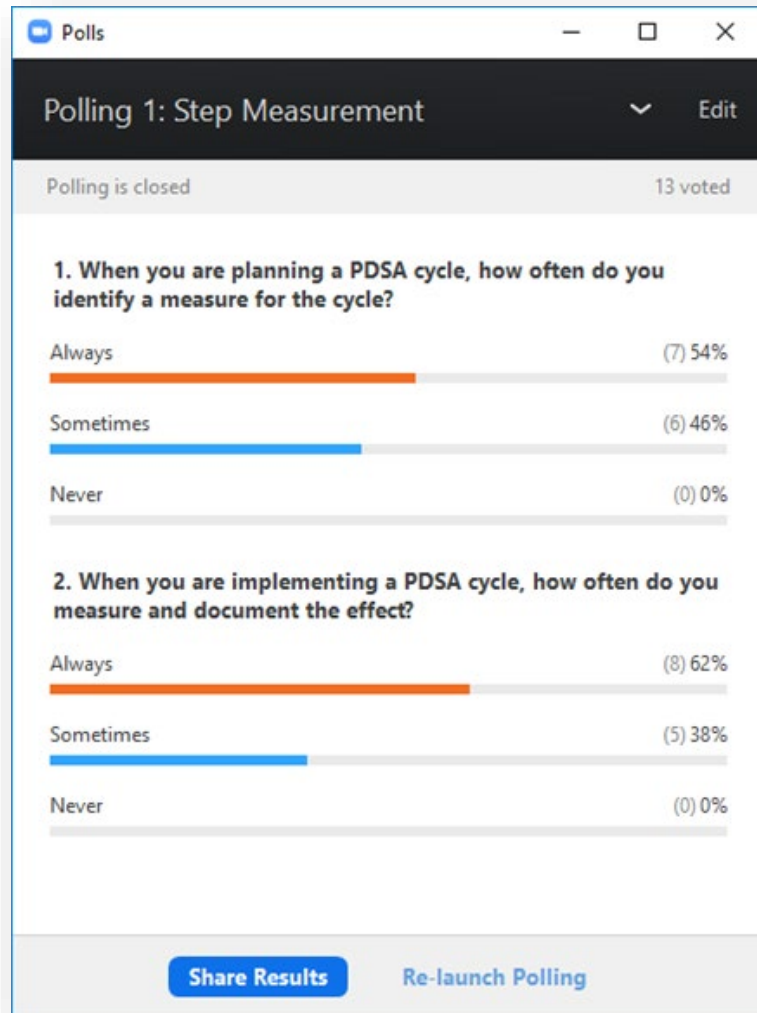 Polls
Polling 1: Step Measurement Edit
Polling is closed 13 voted
1. When you are planning a PDSA cycle, how often do you
identify a measure for the cycle?
Always (7) 54%
Sometimes (6) 46%
Never (0) 0%
2. When you are implementing a PDSA cycle, how often do you
measure and document the effect?
Always (8) 62%
Sometimes (5) 38%
Never (0) 0%
Share Results Re-launch Polling